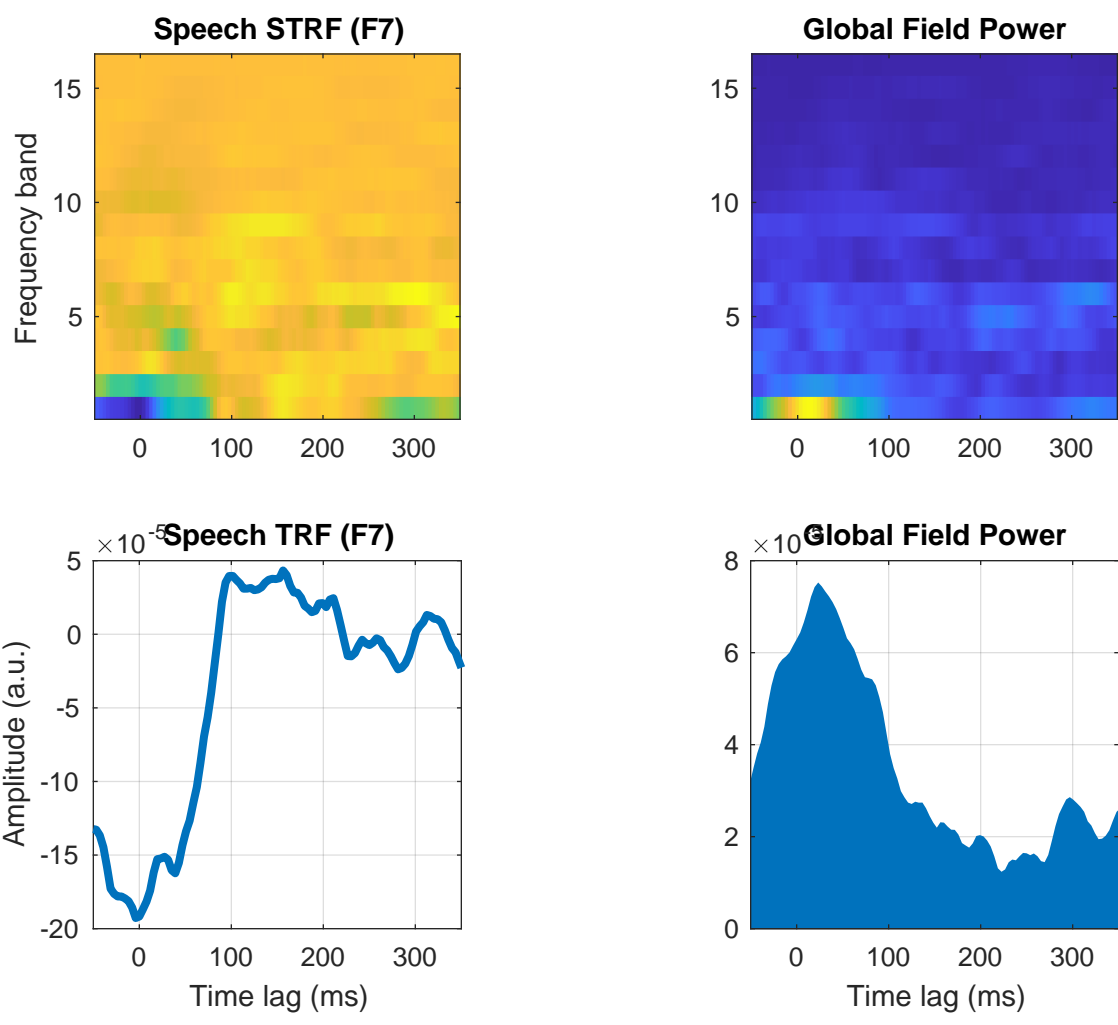 Speech STRF (F7)
Global Field Power
Frequency band
15
10
5
0 100 200 300
15
10
5
0 100 200 300
Speech TRF (F7)
×10-5
Amplitude (a.u.)
5
0
-5
-10
-15
-20
0 100 200 300
Time lag (ms)
Global Field Power
×10
8
6
4
2
0
0 100 200 300
Time lag (ms)